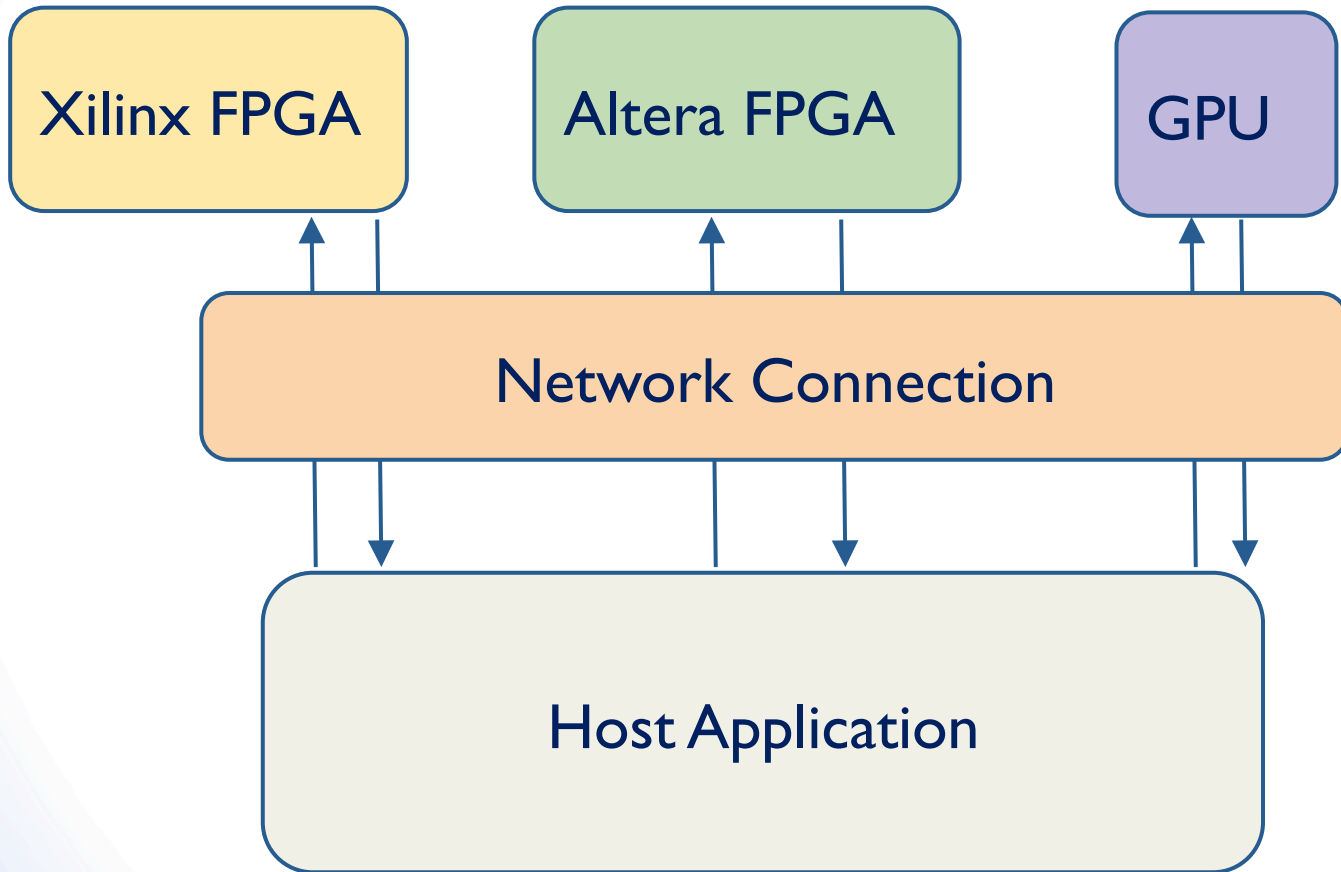 Xilinx FPGA
Altera FPGA
GPU
Network Connection
Host Application